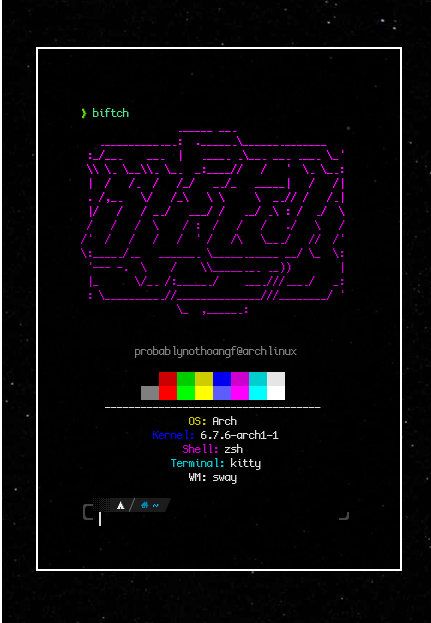 ❯ biftch
probablynothoangf@archlinux
OS: Arch
Kernel: 6.7.6-arch1-1
Shell: zsh
Terminal: kitty
WM: sway
# ~